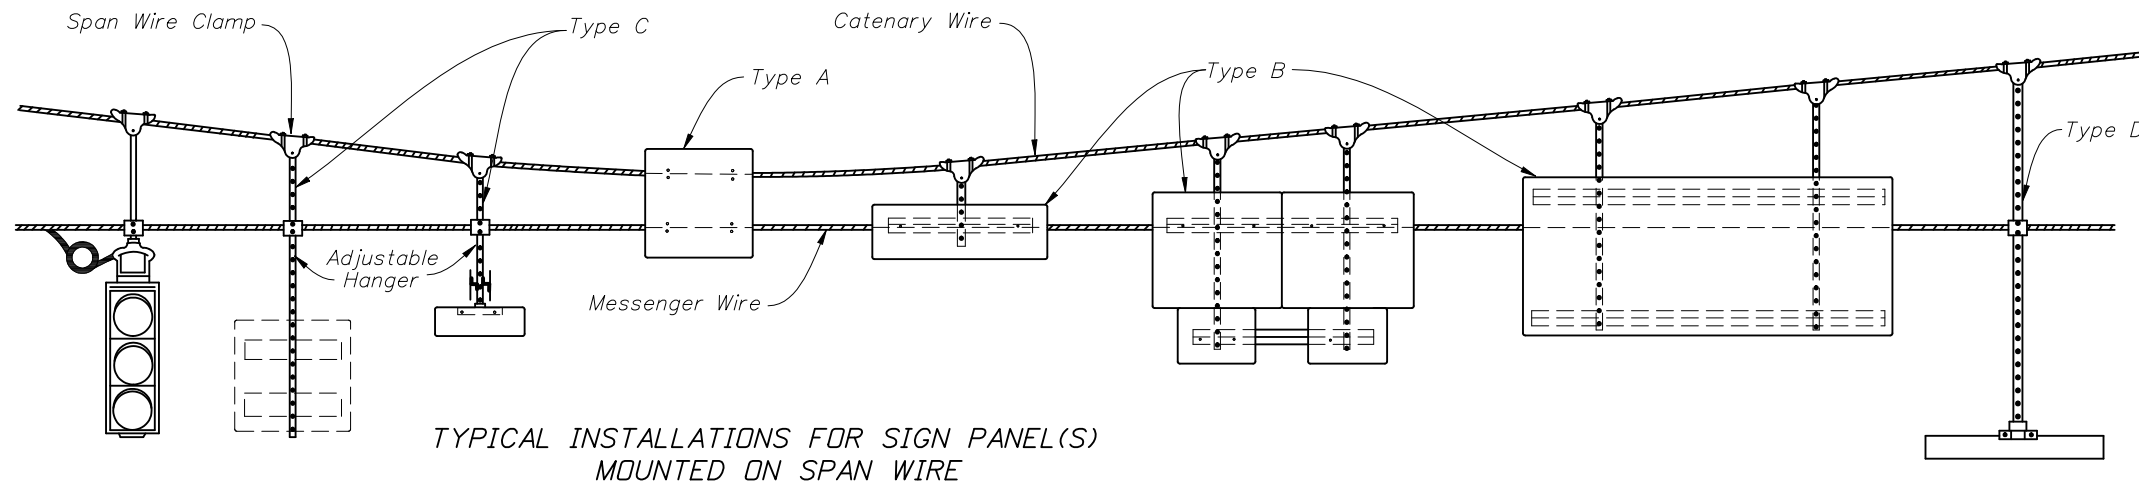 Span Wire Clamp
Type C
Catenary Wire
Type A
Type B
Type D
Adjustable
Hanger
Messenger Wire
TYPICAL INSTALLATIONS FOR SIGN PANEL(S)
MOUNTED ON SPAN WIRE